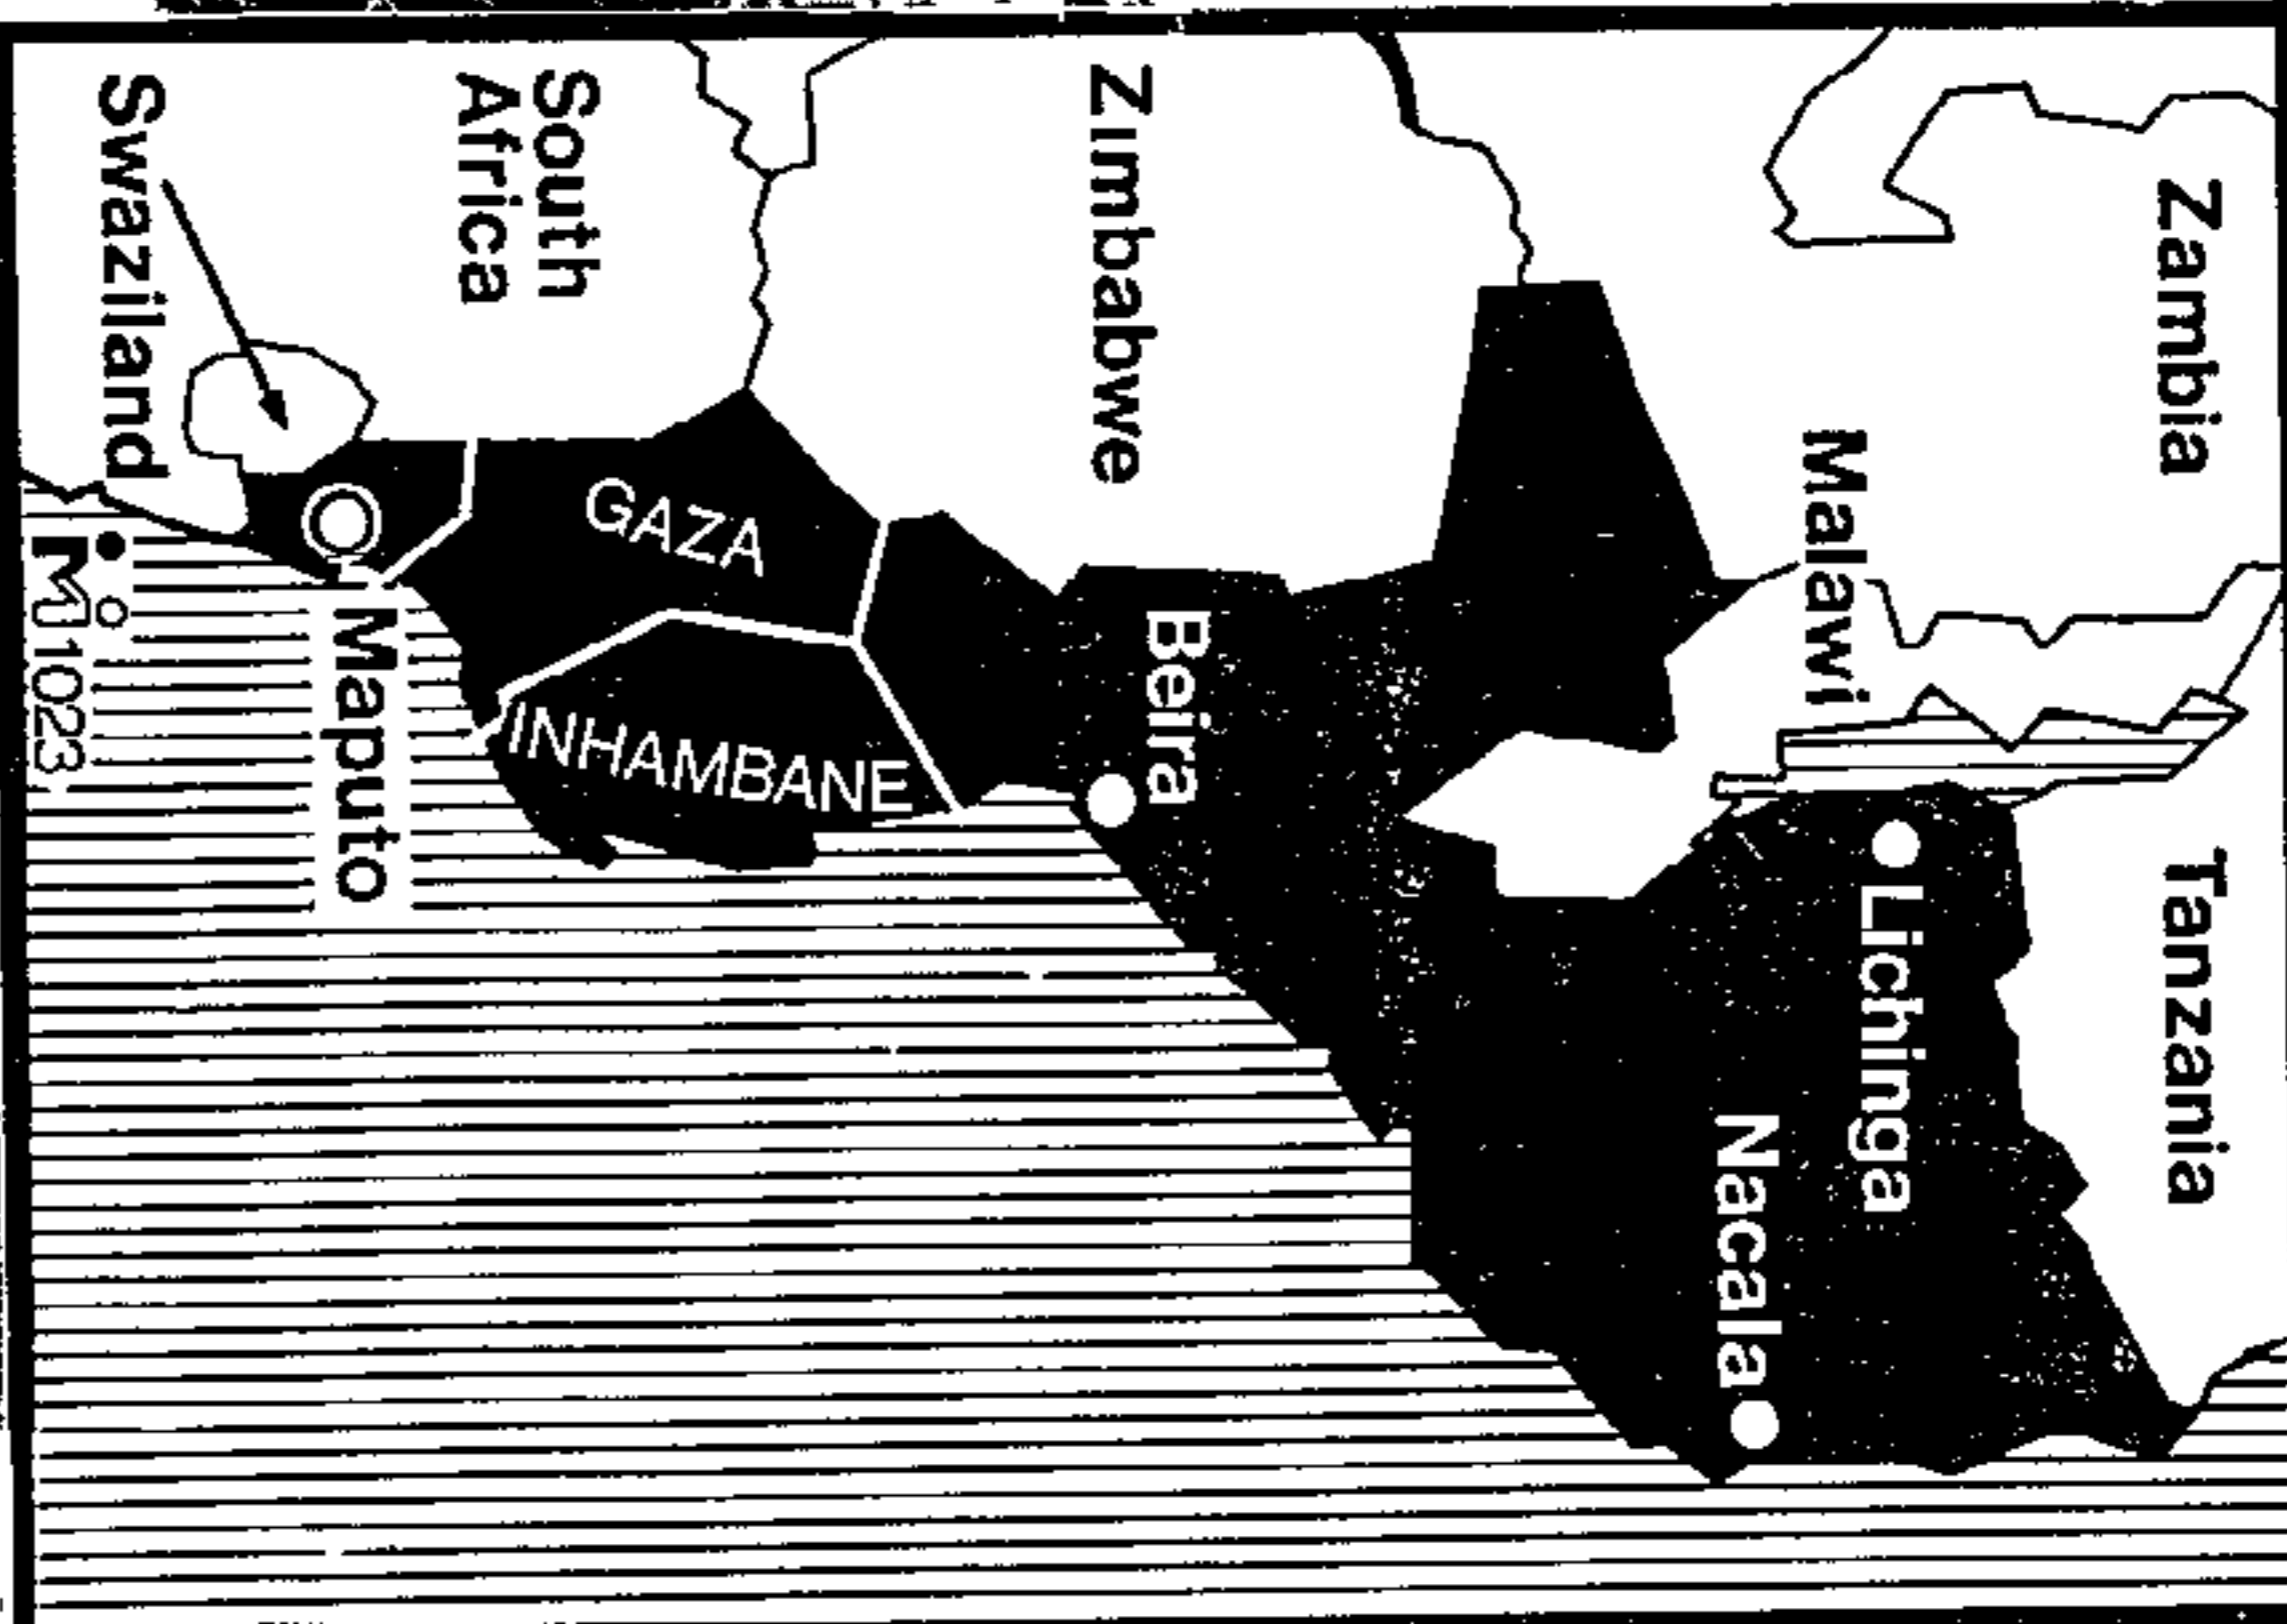 Zambia
Tanzania
Malawi
Lichinga
Nacala
Zimbabwe
Beira
South
Africa
GAZA
INHAMBANE
Maputo
Swaziland
1023